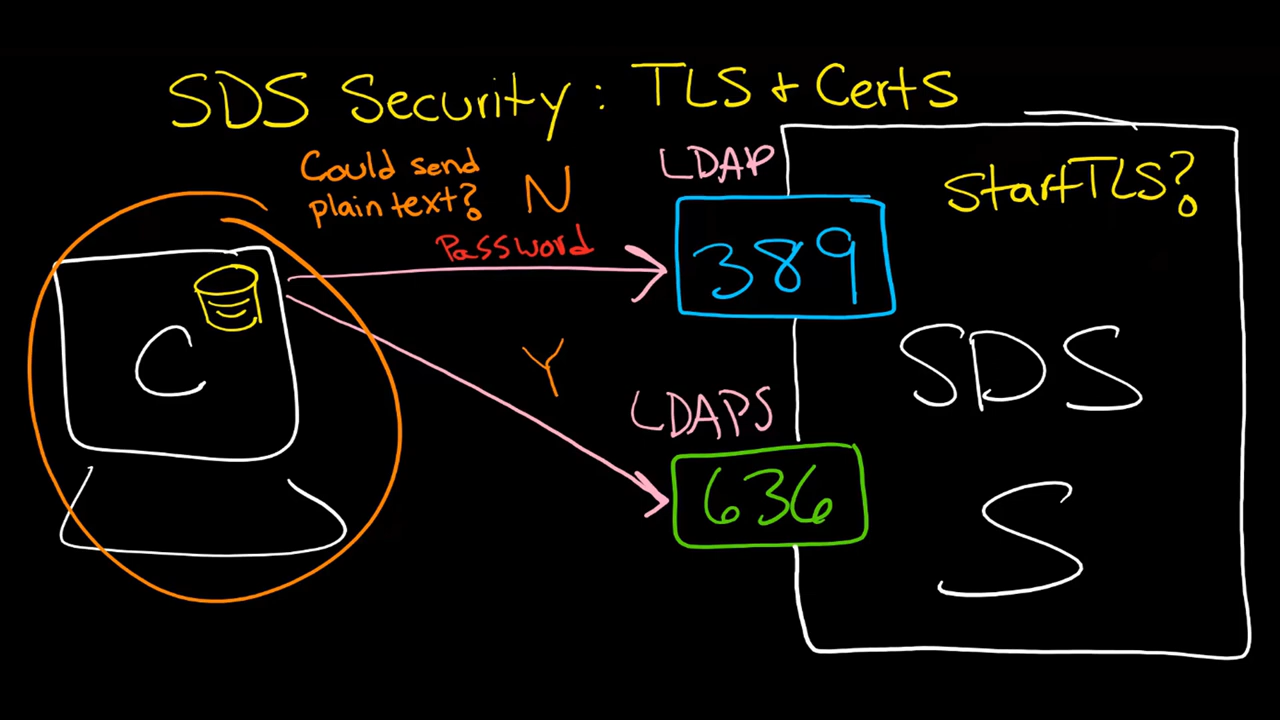 SDS Security: TLS + Certs
Could send
plain text?
N
Password
LDAP
389
StartTLS?
C
SDS
Y
LDAPS
636
S